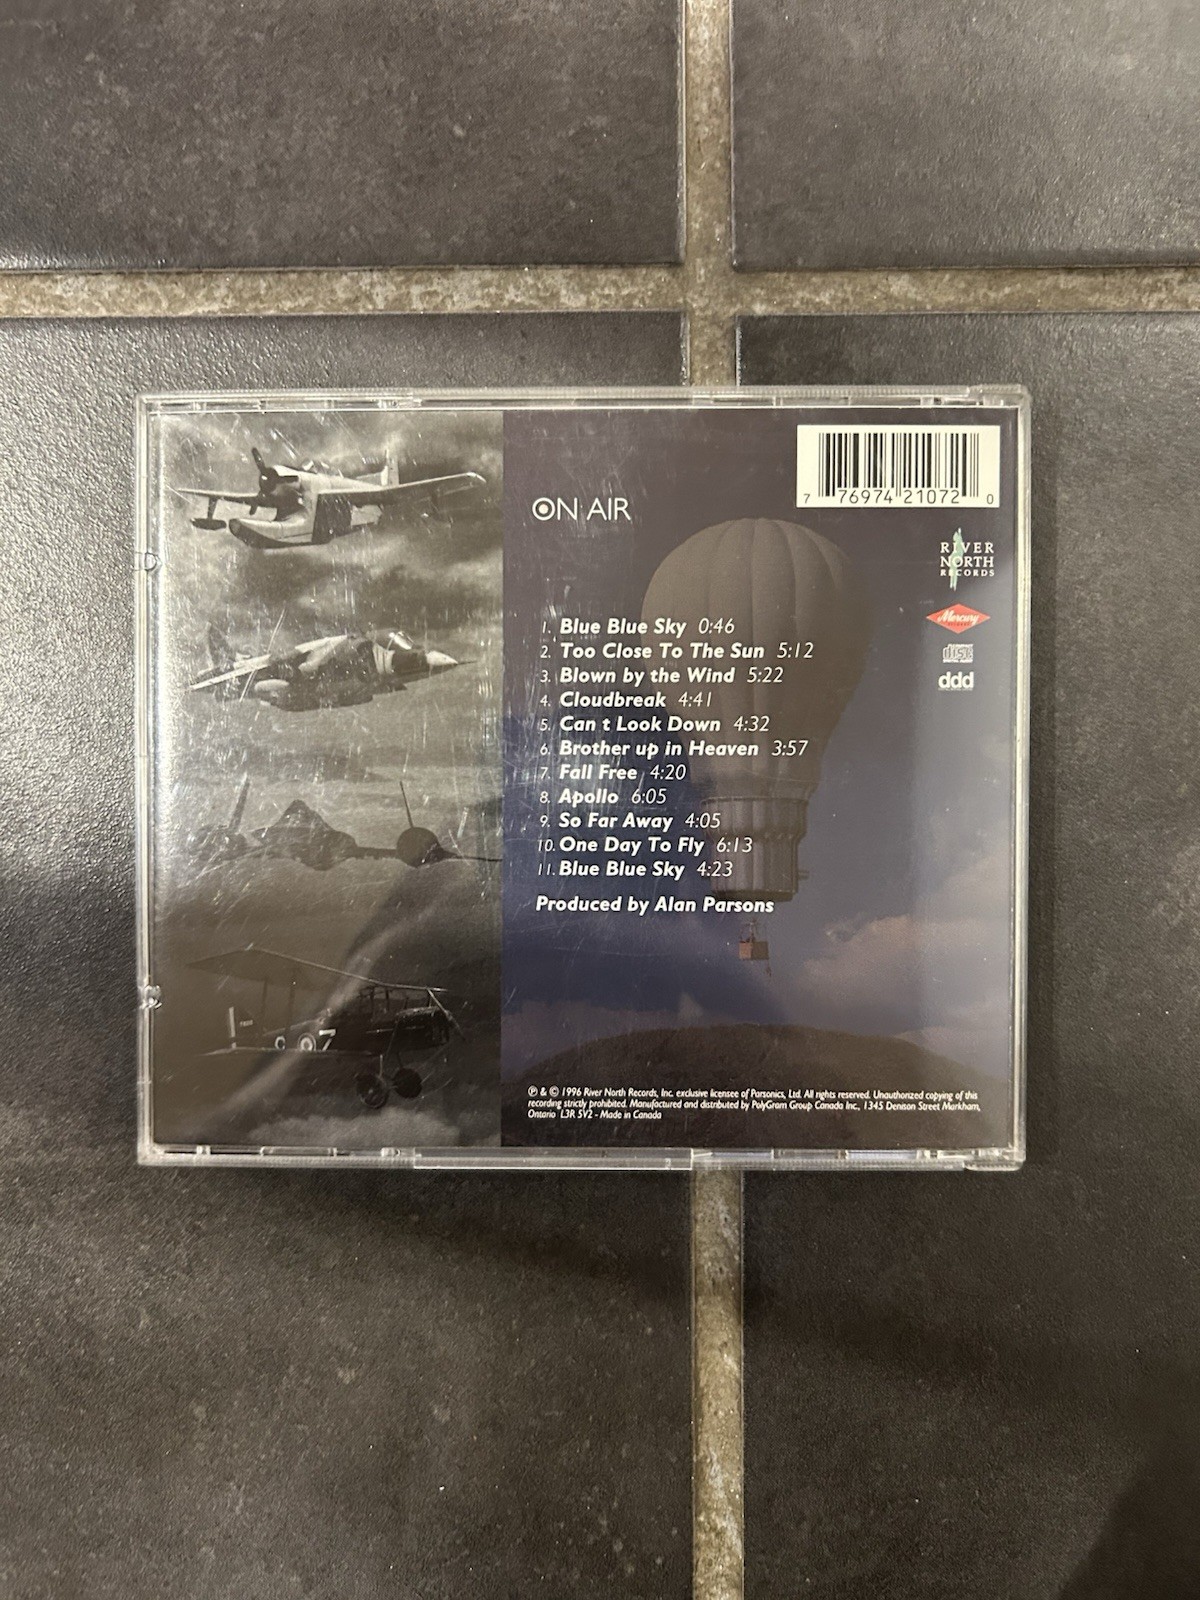 7 76974 21072 0
ON AIR
RIVER
NORTH
RECORDS
Mercury
1. Blue Blue Sky 0:46
2. Too Close To The Sun 5:12
3. Blown by the Wind 5:22
4. Cloudbreak 4:41
5. Can t Look Down 4:32
6. Brother up in Heaven 3:57
7. Fall Free 4:20
8. Apollo 6:05
9. So Far Away 4:05
10. One Day To Fly 6:13
11. Blue Blue Sky 4:23
Produced by Alan Parsons
disc
ddd
07
℗ & © 1996 River North Records, Inc. exclusive licensee of Parsonics, Ltd. All rights reserved. Unauthorized copying of this
recording strictly prohibited. Manufactured and distributed by PolyGram Group Canada Inc., 1345 Denison Street Markham,
Ontario L3R 5V2 - Made in Canada